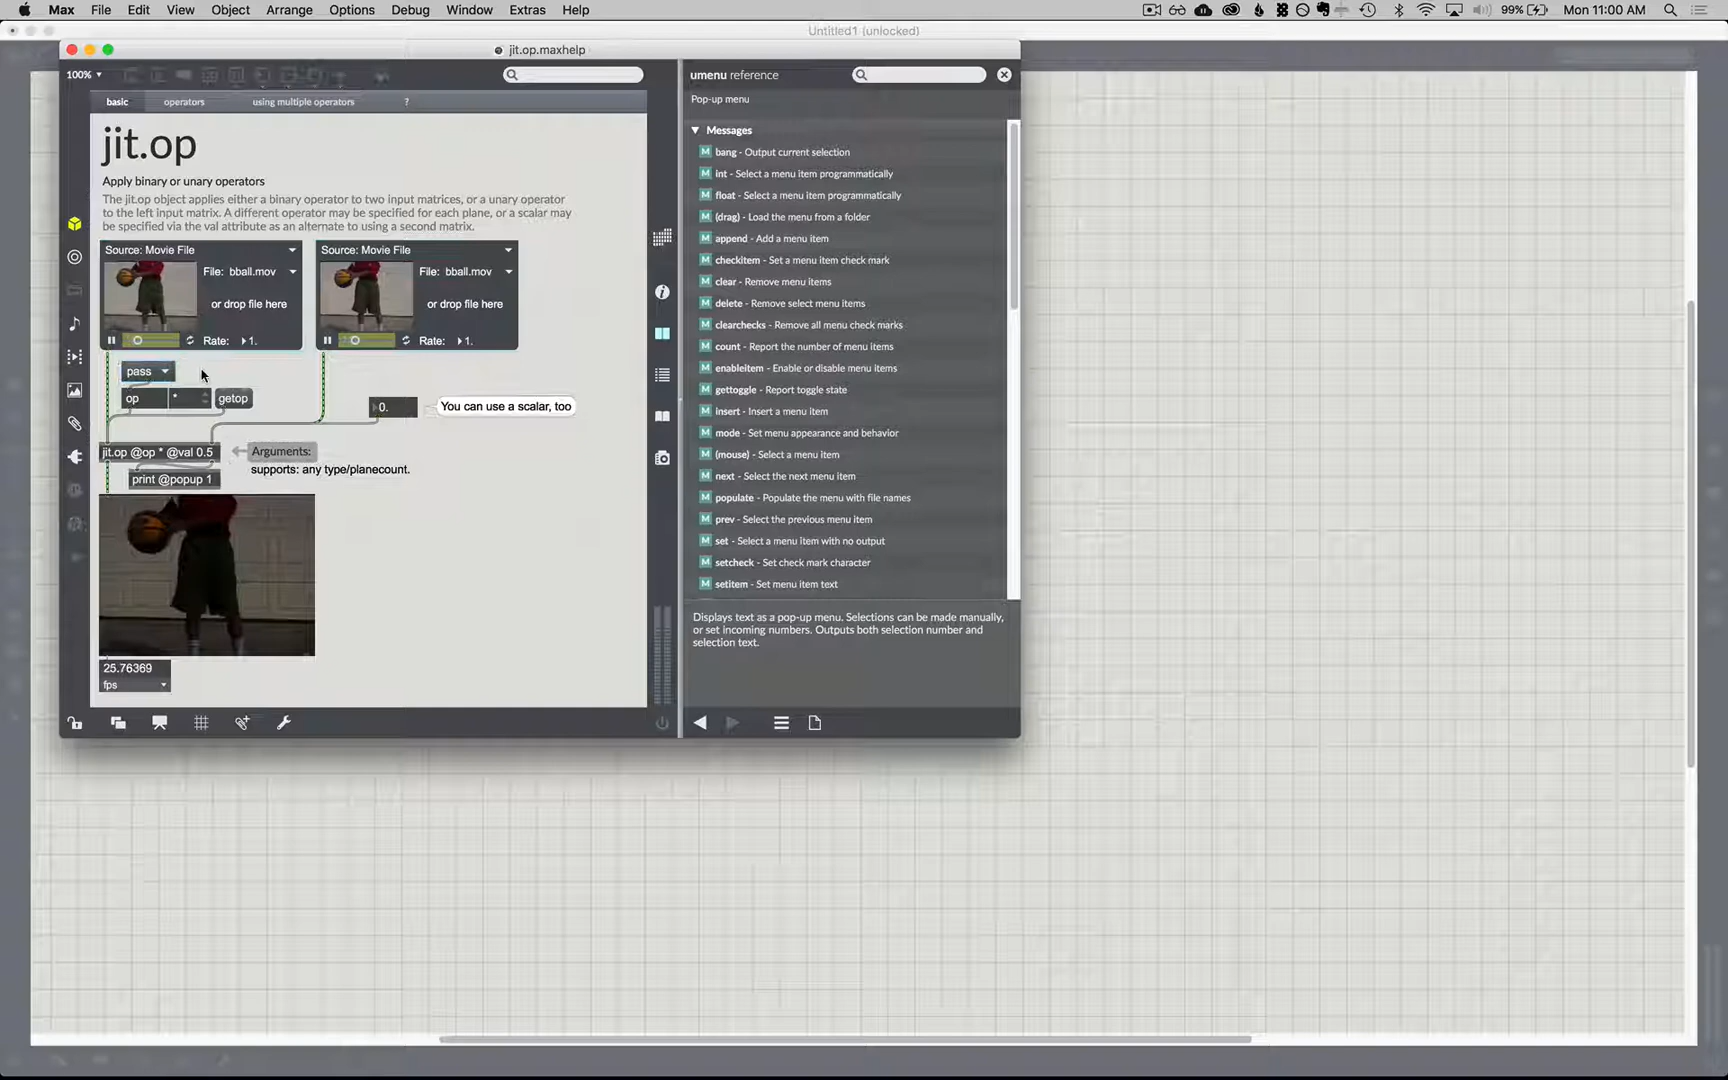 Max File Edit View Object Arrange Options Debug Window Extras Help 99% Mon 11:00 AM
Untitled1 (unlocked)
jit.op.maxhelp
100%
basic operators using multiple operators ?
jit.op
Apply binary or unary operators
The jit.op object applies either a binary operator to two input matrices, or a unary operator
to the left input matrix. A different operator may be specified for each plane, or a scalar may
be specified via the val attribute as an alternate to using a second matrix.
Source: Movie File
File: bball.mov
or drop file here
Rate: 1.
Source: Movie File
File: bball.mov
or drop file here
Rate: 1.
pass
op * getop
0. You can use a scalar, too
jit.op @op * @val 0.5 Arguments:
supports: any type/planecount.
print @popup 1
25.76369
fps
umenu reference
Pop-up menu
Messages
M bang - Output current selection
M int - Select a menu item programmatically
M float - Select a menu item programmatically
M (drag) - Load the menu from a folder
M append - Add a menu item
M checkitem - Set a menu item check mark
M clear - Remove menu items
M delete - Remove select menu items
M clearchecks - Remove all menu check marks
M count - Report the number of menu items
M enableitem - Enable or disable menu items
M gettoggle - Report toggle state
M insert - Insert a menu item
M mode - Set menu appearance and behavior
M (mouse) - Select a menu item
M next - Select the next menu item
M populate - Populate the menu with file names
M prev - Select the previous menu item
M set - Select a menu item with no output
M setcheck - Set check mark character
M setitem - Set menu item text
Displays text as a pop-up menu. Selections can be made manually,
or set incoming numbers. Outputs both selection number and
selection text.